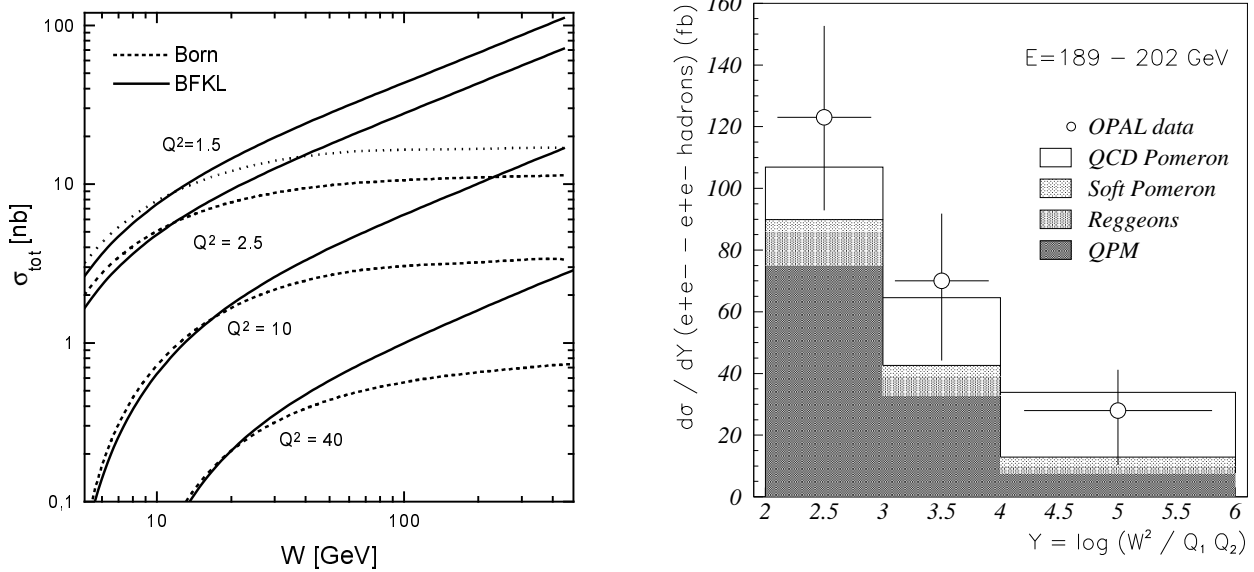 100
10
1
0,1
σtot [nb]
Born
BFKL
Q²=1.5
Q² = 2.5
Q² = 10
Q² = 40
10
100
W [GeV]
160
140
120
100
80
60
40
20
0
dσ / dY (e+e- - e+e- hadrons) (fb)
E=189 - 202 GeV
OPAL data
QCD Pomeron
Soft Pomeron
Reggeons
QPM
2 2.5 3 3.5 4 4.5 5 5.5 6
Y = log (W² / Q₁ Q₂)